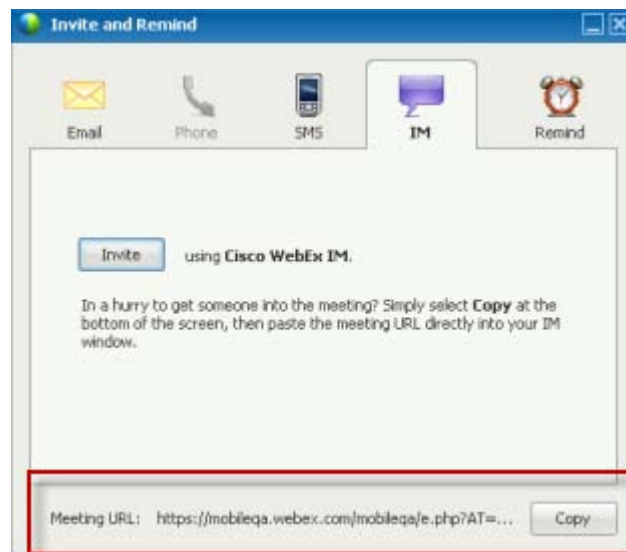 Invite and Remind
Email
Phone
SMS
IM
Remind
Invite using Cisco WebEx IM.
In a hurry to get someone into the meeting? Simply select Copy at the
bottom of the screen, then paste the meeting URL directly into your IM
window.
Meeting URL: https://mobileqa.webex.com/mobileqa/e.php?AT=... Copy